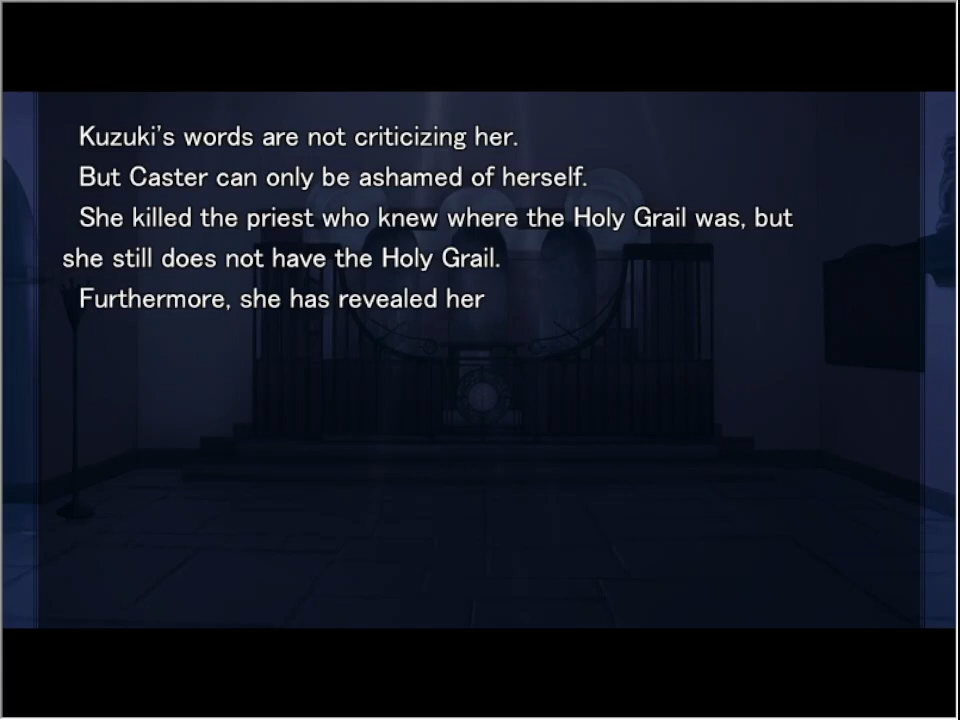 Kuzuki's words are not criticizing her.
But Caster can only be ashamed of herself.
She killed the priest who knew where the Holy Grail was, but
she still does not have the Holy Grail.
Furthermore, she has revealed her